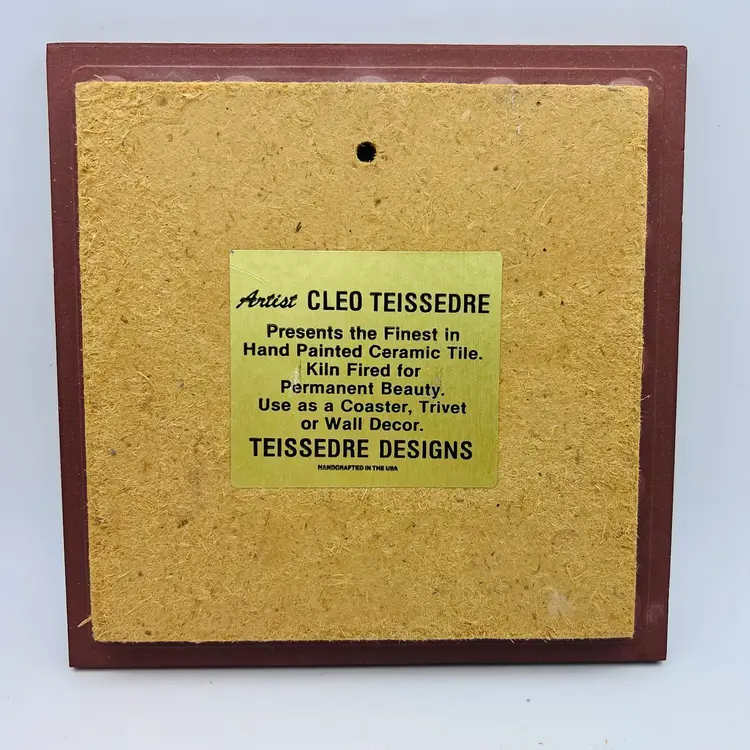 Artist CLEO TEISSEDRE
Presents the Finest in
Hand Painted Ceramic Tile.
Kiln Fired for
Permanent Beauty.
Use as a Coaster, Trivet
or Wall Decor.
TEISSEDRE DESIGNS
HANDCRAFTED IN THE USA